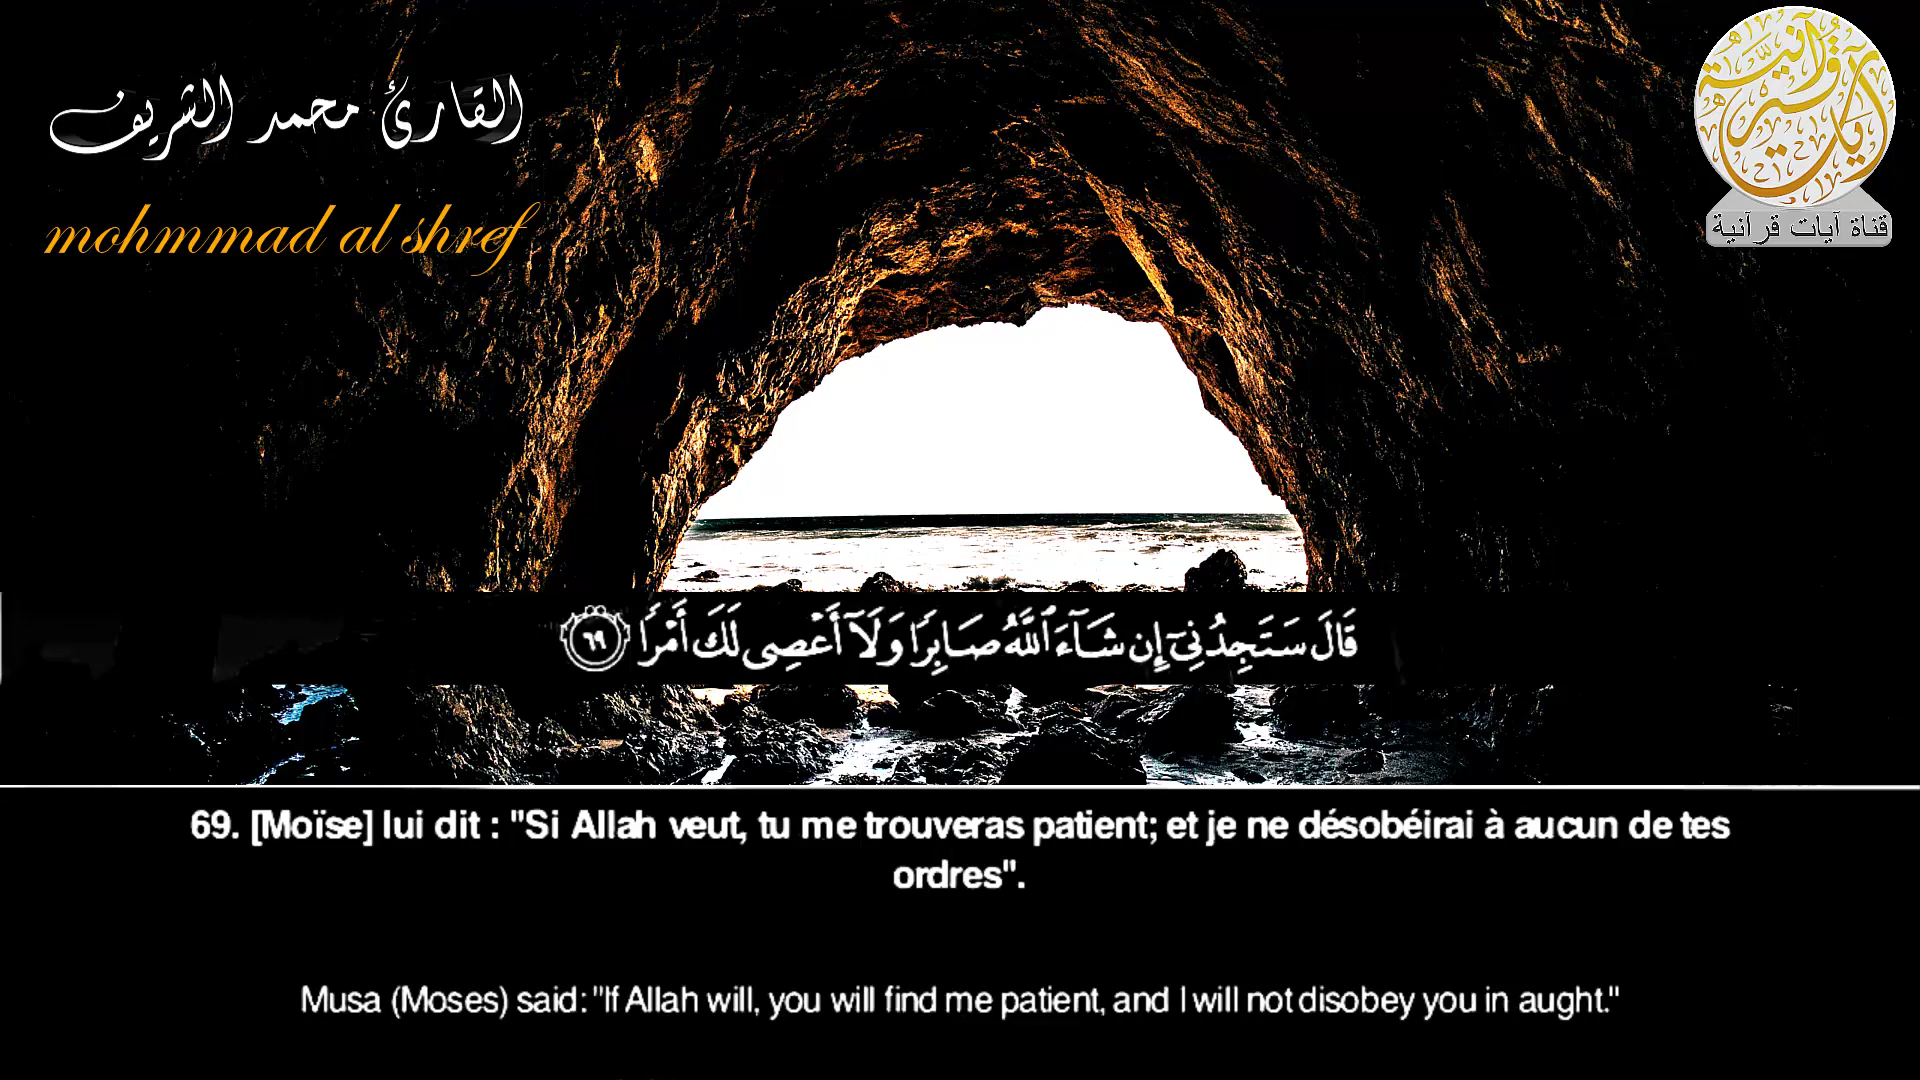 القارئ محمد الشريف
mohmmad al shref
آيات قرآنية
قناة آيات قرآنية
قَالَ سَتَجِدُنِىٓ إِن شَآءَ ٱللَّهُ صَابِرًا وَلَآ أَعْصِى لَكَ أَمْرًا ٦٩
69. [Moïse] lui dit : "Si Allah veut, tu me trouveras patient; et je ne désobéirai à aucun de tes
ordres".
Musa (Moses) said: "If Allah will, you will find me patient, and I will not disobey you in aught."